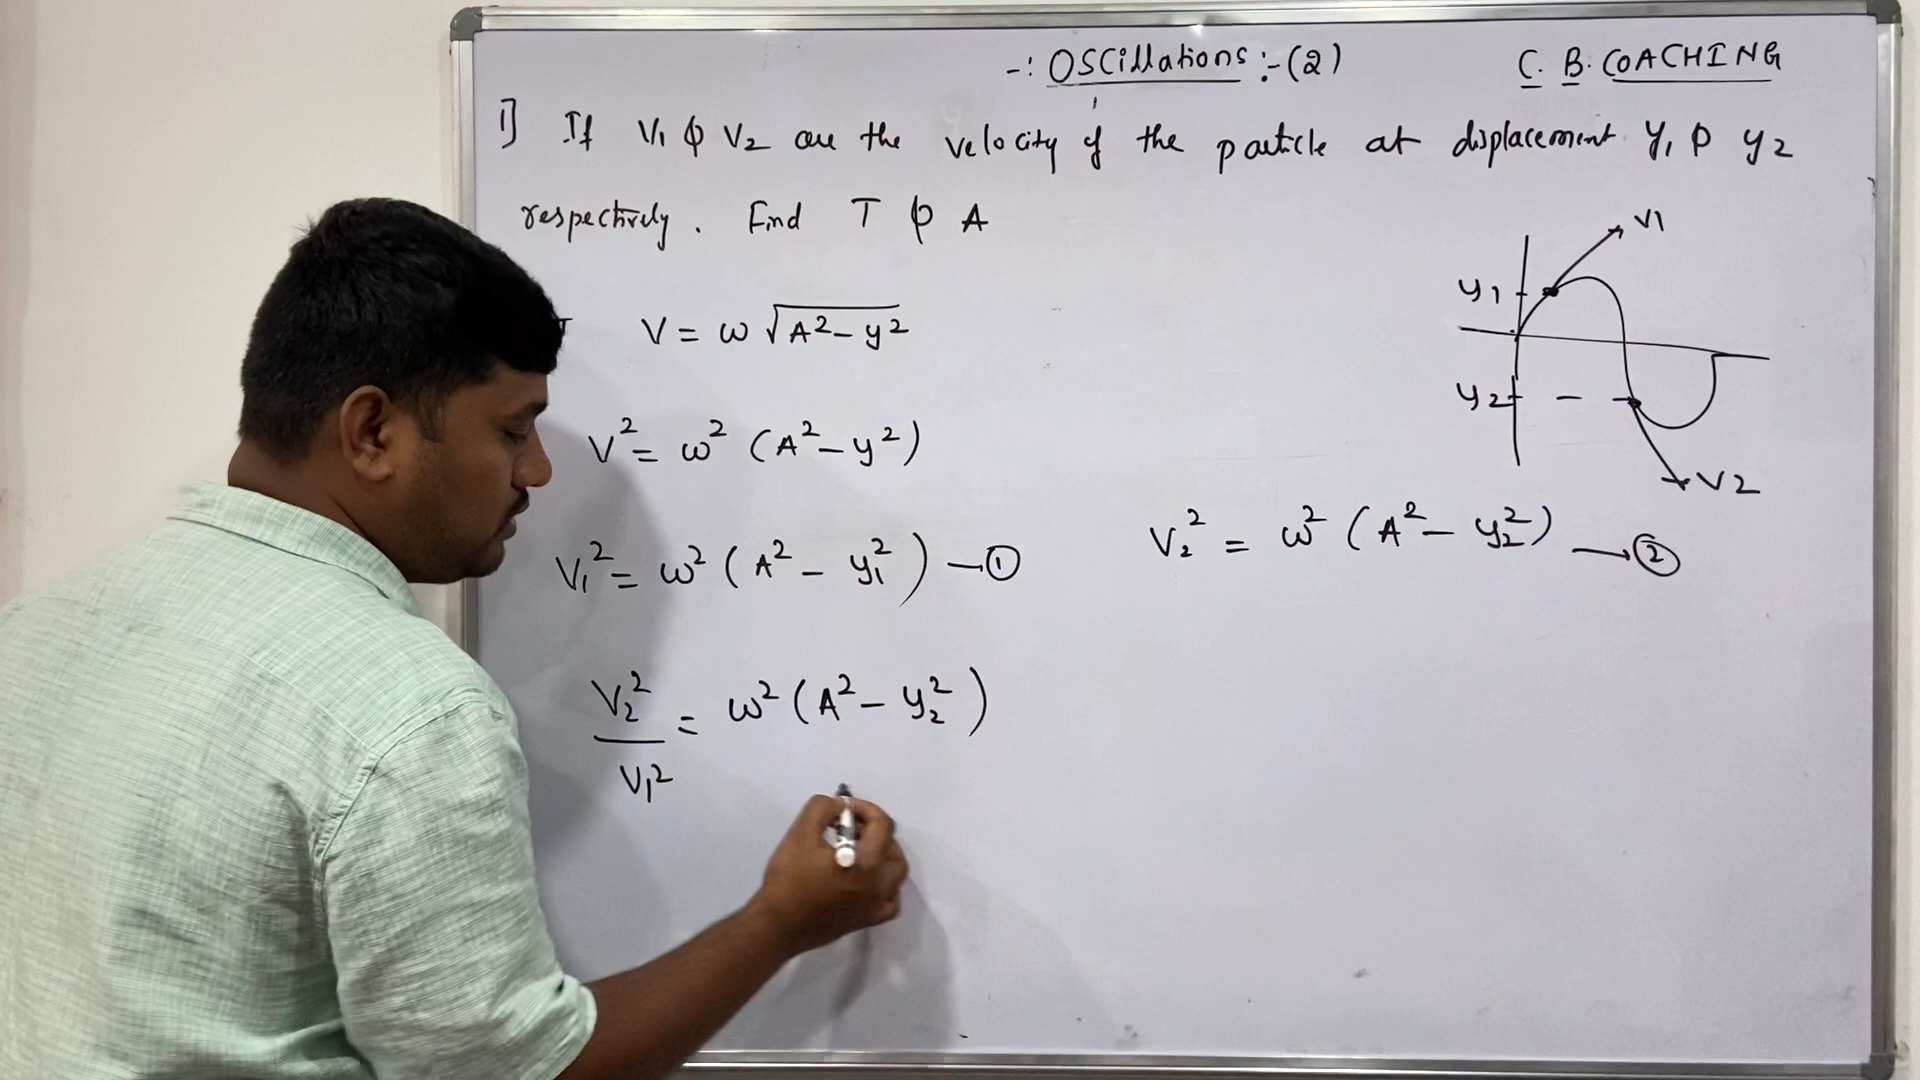 -: Oscillations :- (2)
C. B. COACHING
1] If V₁ & V₂ are the velocity of the particle at displacement y₁ & y₂
respectively. Find T & A
V = ω √A² – y²
V² = ω² (A² – y²)
V₁² = ω² (A² – y₁²) —①
V₂² / V₁² = ω² (A² – y₂²)
V1
y1
y2
V2
V₂² = ω² (A² – y₂²) —→②